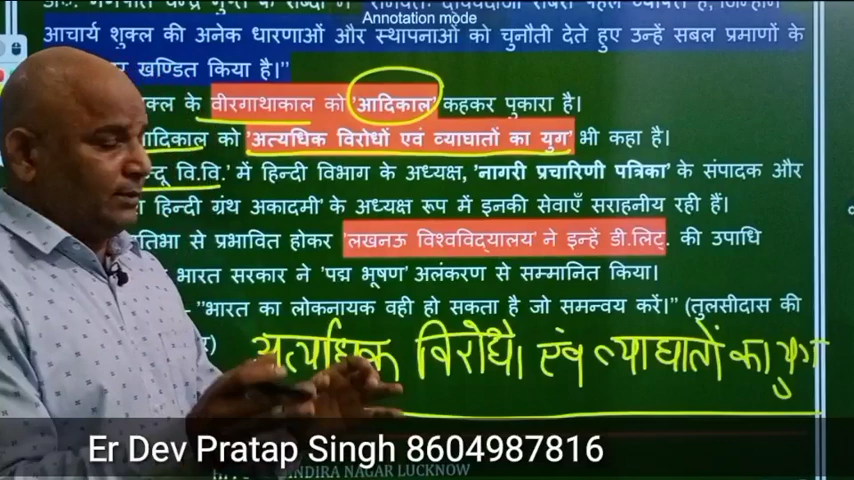 Annotation mode
आचार्य शुक्ल की अनेक धारणाओं और स्थापनाओं को चुनौती देते हुए उन्हें सबल प्रमाणों के
खण्डित किया है।"
के वीरगाथाकाल को 'आदिकाल' कहकर पुकारा है।
को 'अत्यधिक विरोधों एवं व्याघातों का युग' भी कहा है।
वि.वि.' में हिन्दी विभाग के अध्यक्ष, 'नागरी प्रचारिणी पत्रिका' के संपादक और
हिन्दी ग्रंथ अकादमी' के अध्यक्ष रूप में इनकी सेवाएँ सराहनीय रही हैं।
से प्रभावित होकर 'लखनऊ विश्वविद्यालय' ने इन्हें डी.लिट्. की उपाधि
भारत सरकार ने 'पद्म भूषण' अलंकरण से सम्मानित किया।
- "भारत का लोकनायक वही हो सकता है जो समन्वय करें।" (तुलसीदास की
अत्यधिक विरोधों एंव व्याघातों का युग
Er Dev Pratap Singh 8604987816
INDIRA NAGAR LUCKNOW